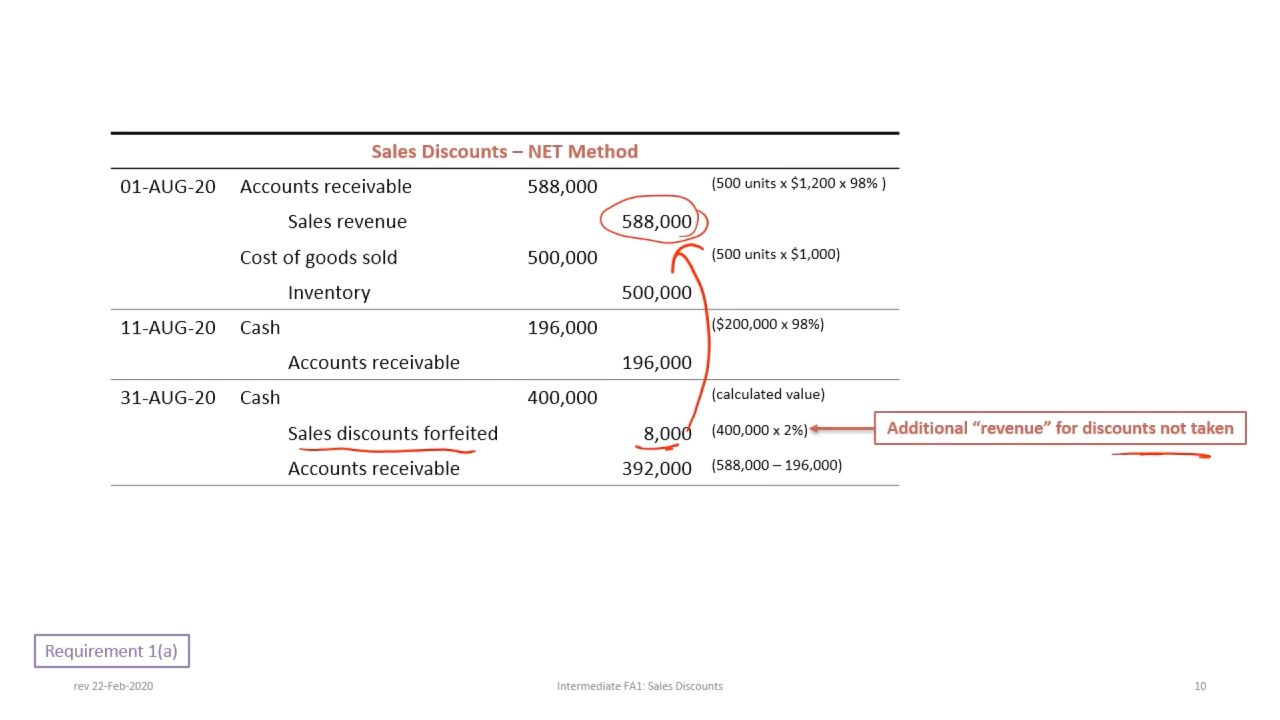 Sales Discounts – NET Method
01-AUG-20 Accounts receivable 588,000 (500 units x $1,200 x 98% )
Sales revenue 588,000
Cost of goods sold 500,000 (500 units x $1,000)
Inventory 500,000
11-AUG-20 Cash 196,000 ($200,000 x 98%)
Accounts receivable 196,000
31-AUG-20 Cash 400,000 (calculated value)
Sales discounts forfeited 8,000 (400,000 x 2%) Additional “revenue” for discounts not taken
Accounts receivable 392,000 (588,000 – 196,000)
Requirement 1(a)
rev 22-Feb-2020 Intermediate FA1: Sales Discounts 10